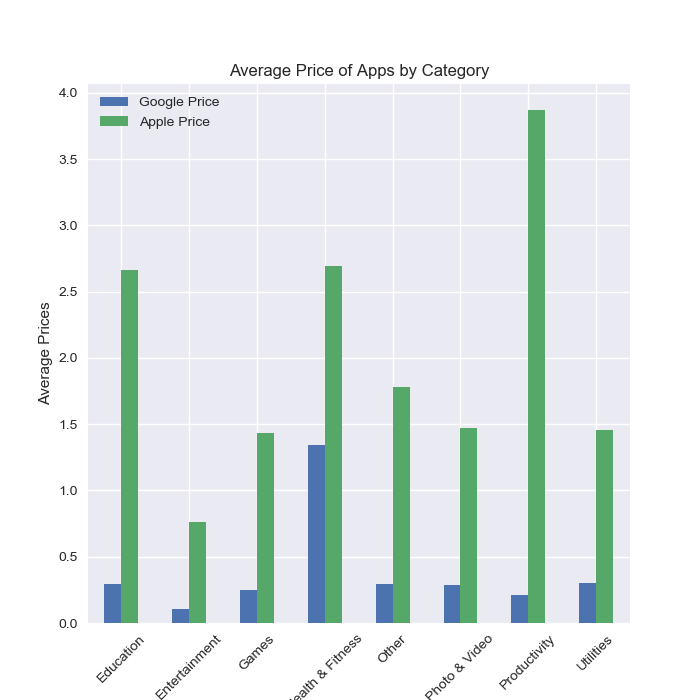 Average Price of Apps by Category
Google Price
Apple Price
Average Prices
4.0
3.5
3.0
2.5
2.0
1.5
1.0
0.5
0.0
Education
Entertainment
Games
ealth & Fitness
Other
Photo & Video
Productivity
Utilities